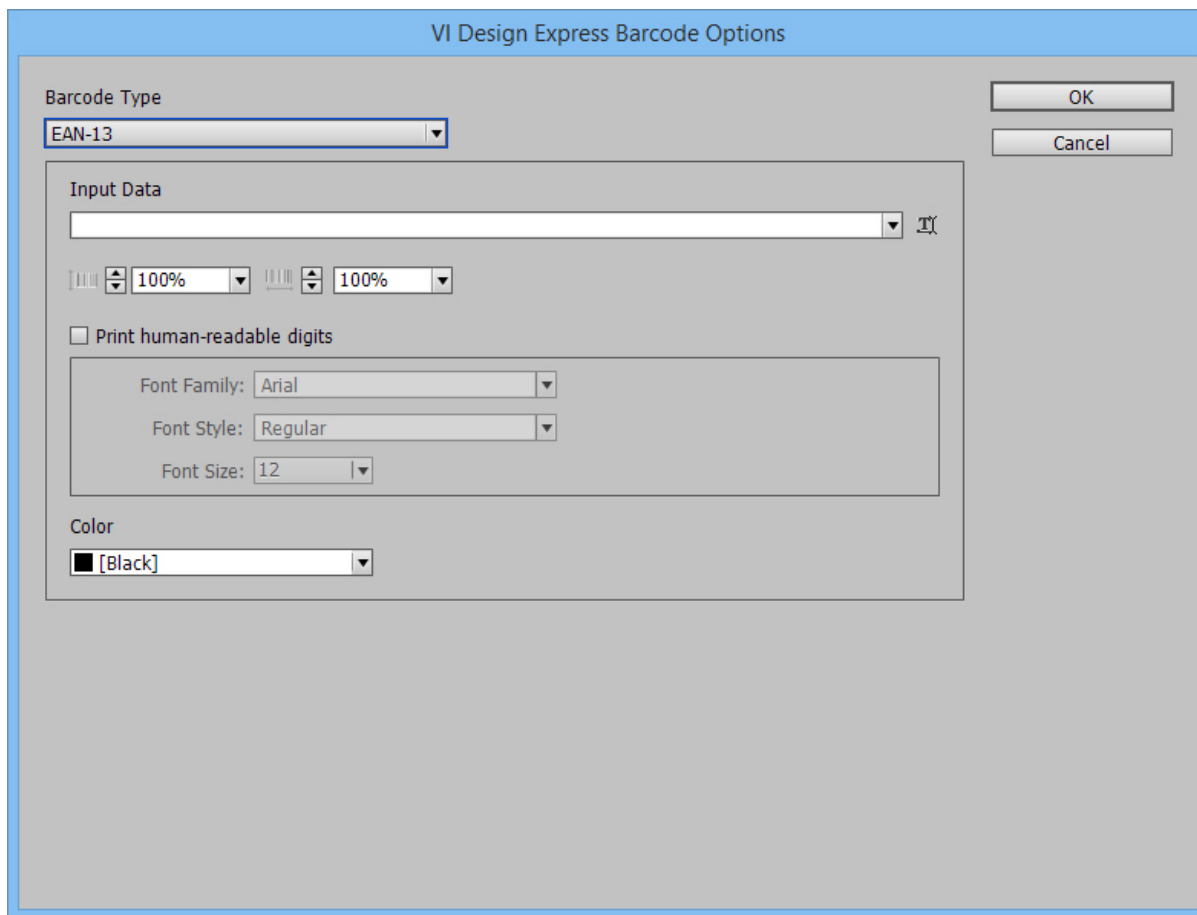 VI Design Express Barcode Options
Barcode Type
EAN-13
OK
Cancel
Input Data
100% 100%
Print human-readable digits
Font Family: Arial
Font Style: Regular
Font Size: 12
Color
[Black]